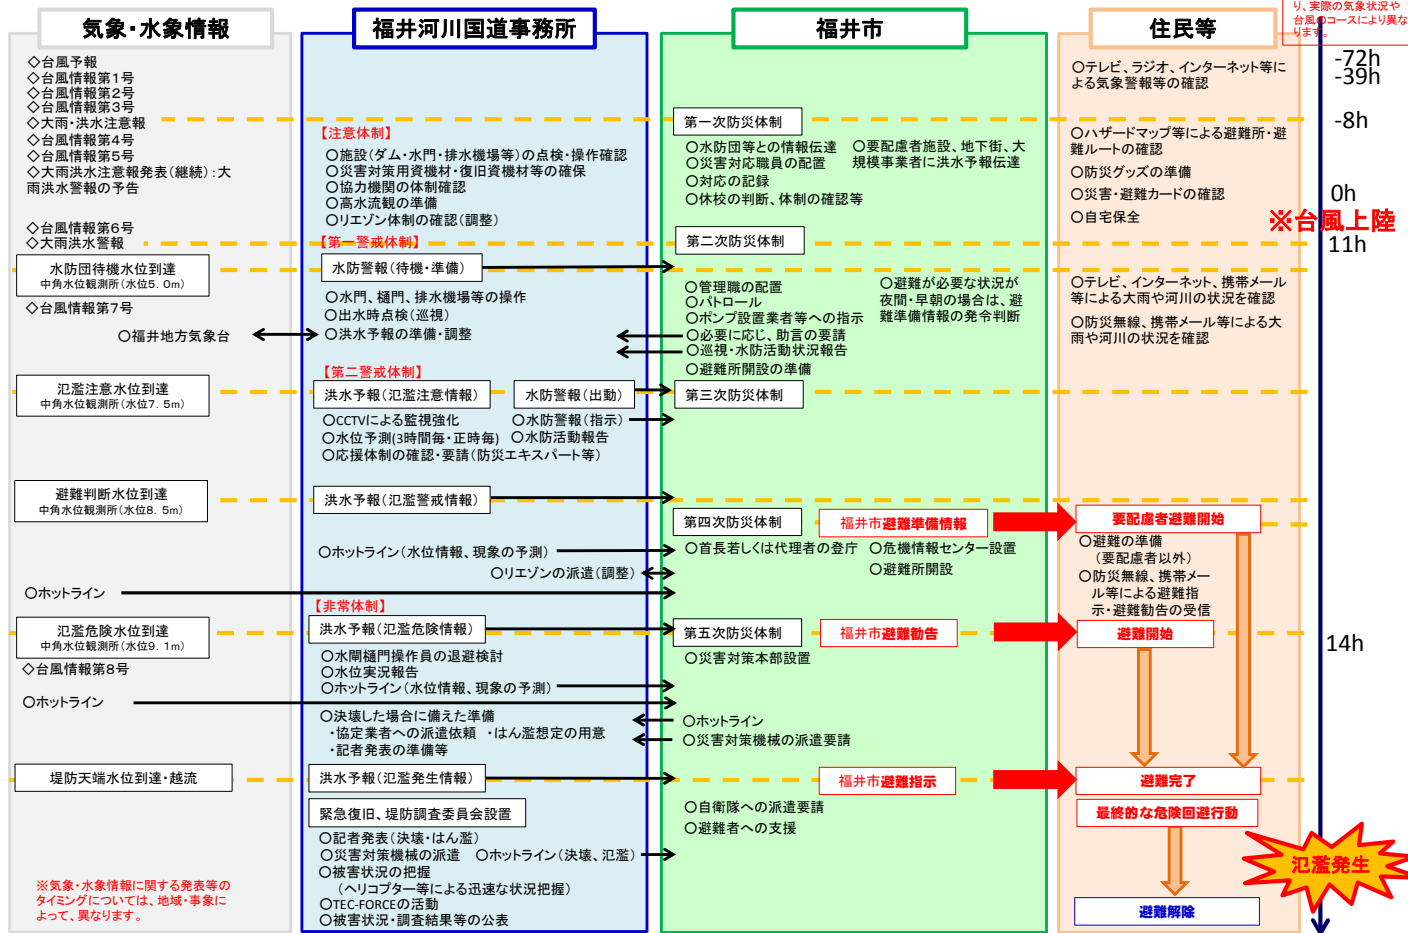 り、実際の気象状況や
台風のコースにより異な
ります。
気象・水象情報
◇台風予報
◇台風情報第1号
◇台風情報第2号
◇台風情報第3号
◇大雨・洪水注意報
◇台風情報第4号
◇台風情報第5号
◇大雨洪水注意報発表(継続):大
雨洪水警報の予告
◇台風情報第6号
◇大雨洪水警報
水防団待機水位到達
中角水位観測所(水位5.0m)
◇台風情報第7号
○福井地方気象台
氾濫注意水位到達
中角水位観測所(水位7.5m)
避難判断水位到達
中角水位観測所(水位8.5m)
○ホットライン
氾濫危険水位到達
中角水位観測所(水位9.1m)
◇台風情報第8号
○ホットライン
堤防天端水位到達・越流
※気象・水象情報に関する発表等の
タイミングについては、地域・事象に
よって、異なります。
福井河川国道事務所
【注意体制】
○施設(ダム・水門・排水機場等)の点検・操作確認
○災害対策用資機材・復旧資機材等の確保
○協力機関の体制確認
○高水流観の準備
○リエゾン体制の確認(調整)
【第一警戒体制】
水防警報(待機・準備)
○水門、樋門、排水機場等の操作
○出水時点検(巡視)
○洪水予報の準備・調整
【第二警戒体制】
洪水予報(氾濫注意情報)
水防警報(出動)
○CCTVによる監視強化
○水防警報(指示)
○水位予測(3時間毎・正時毎)
○水防活動報告
○応援体制の確認・要請(防災エキスパート等)
洪水予報(氾濫警戒情報)
○ホットライン(水位情報、現象の予測)
○リエゾンの派遣(調整)
【非常体制】
洪水予報(氾濫危険情報)
○水閘樋門操作員の退避検討
○水位実況報告
○ホットライン(水位情報、現象の予測)
○決壊した場合に備えた準備
・協定業者への派遣依頼 ・はん濫想定の用意
・記者発表の準備等
洪水予報(氾濫発生情報)
緊急復旧、堤防調査委員会設置
○記者発表(決壊・はん濫)
○災害対策機械の派遣 ○ホットライン(決壊、氾濫)
○被害状況の把握
(ヘリコプター等による迅速な状況把握)
○TEC-FORCEの活動
○被害状況・調査結果等の公表
福井市
第一次防災体制
○水防団等との情報伝達
○災害対応職員の配置
○対応の記録
○休校の判断、体制の確認等
○要配慮者施設、地下街、大
規模事業者に洪水予報伝達
第二次防災体制
○管理職の配置
○パトロール
○ポンプ設置業者等への指示
○必要に応じ、助言の要請
○巡視・水防活動状況報告
○避難所開設の準備
○避難が必要な状況が
夜間・早朝の場合は、避
難準備情報の発令判断
第三次防災体制
第四次防災体制
福井市避難準備情報
○首長若しくは代理者の登庁
○危機情報センター設置
○避難所開設
第五次防災体制
福井市避難勧告
○災害対策本部設置
○ホットライン
○災害対策機械の派遣要請
福井市避難指示
○自衛隊への派遣要請
○避難者への支援
住民等
○テレビ、ラジオ、インターネット等に
よる気象警報等の確認
○ハザードマップ等による避難所・避
難ルートの確認
○防災グッズの準備
○災害・避難カードの確認
○自宅保全
○テレビ、インターネット、携帯メール
等による大雨や河川の状況を確認
○防災無線、携帯メール等による大
雨や河川の状況を確認
要配慮者避難開始
○避難の準備
(要配慮者以外)
○防災無線、携帯メー
ル等による避難指
示・避難勧告の受信
避難開始
避難完了
最終的な危険回避行動
避難解除
-72h
-39h
-8h
0h
※台風上陸
11h
14h
氾濫発生